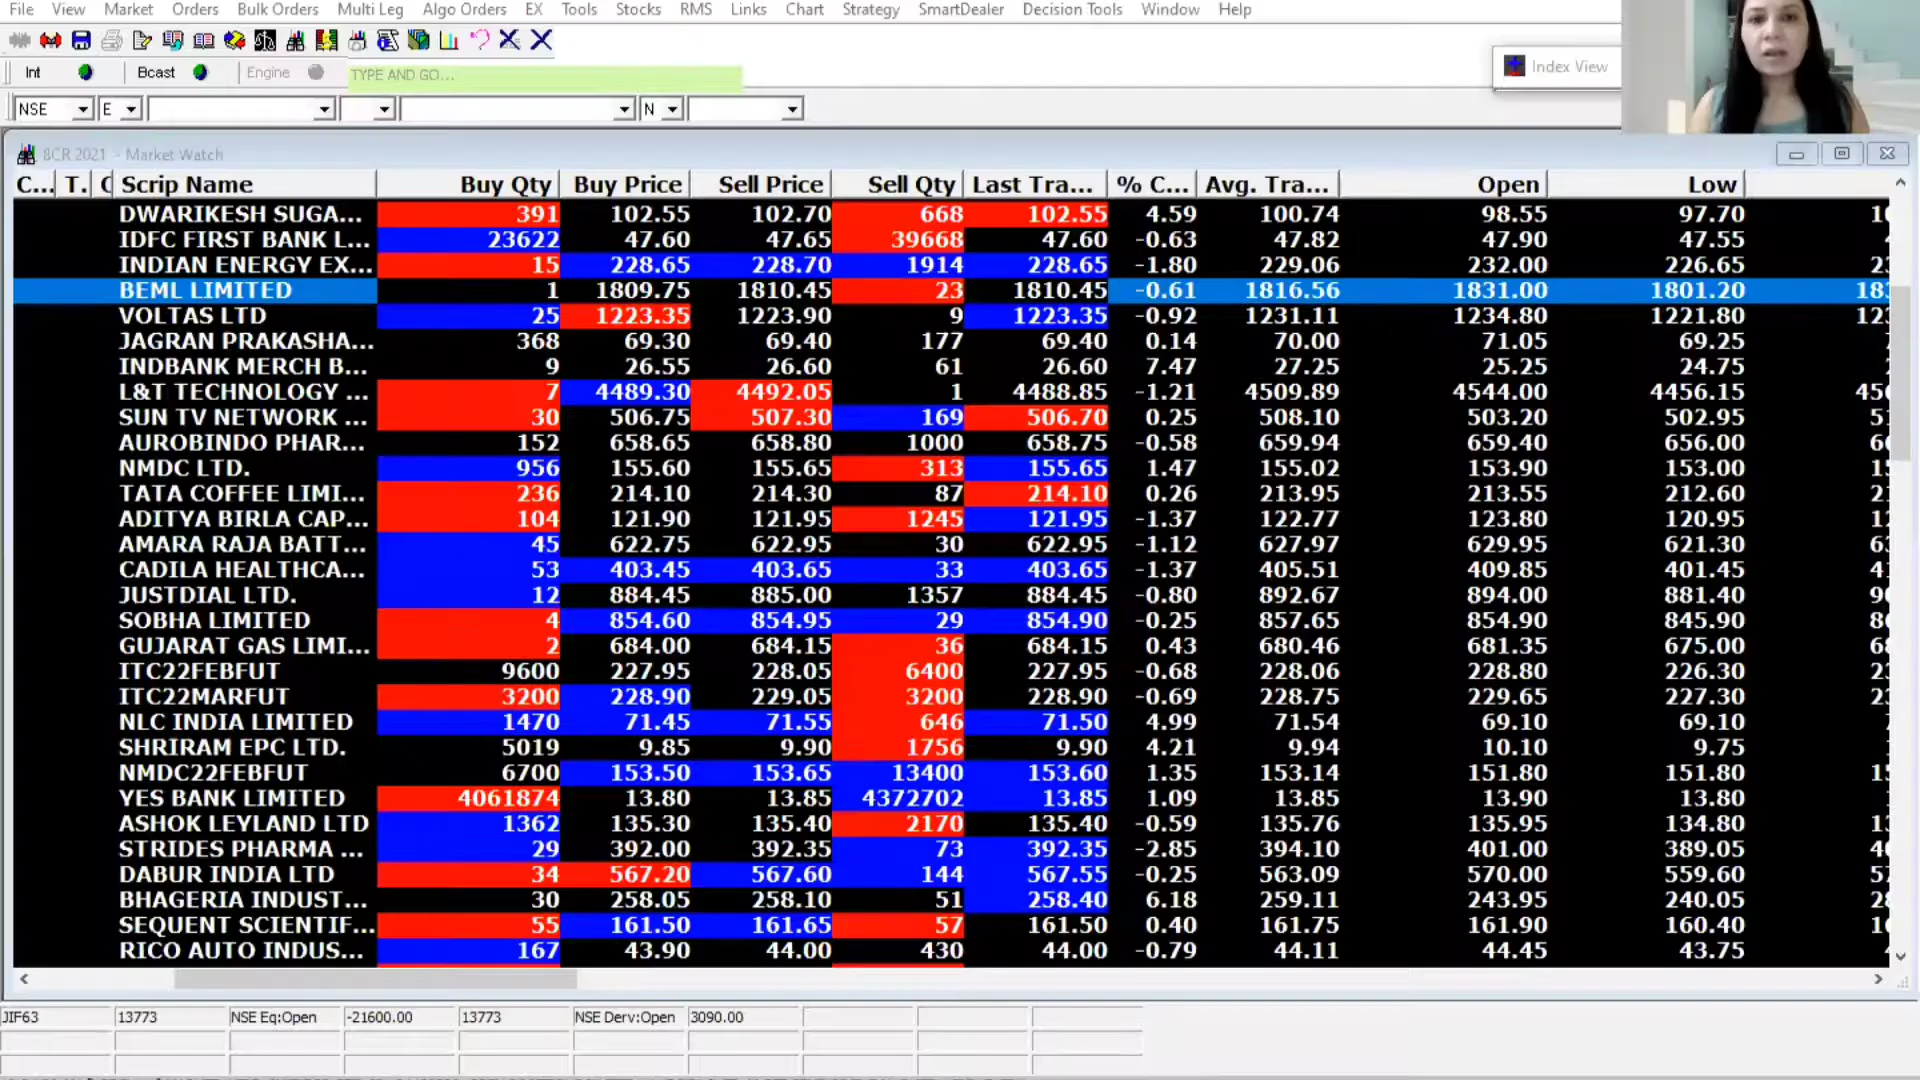 File View Market Orders Bulk Orders Multi Leg Algo Orders EX Tools Stocks RMS Links Chart Strategy SmartDealer Decision Tools Window Help
Int Bcast Engine TYPE AND GO...
Index View
NSE E N
8CR 2021 - Market Watch
C... T. C Scrip Name Buy Qty Buy Price Sell Price Sell Qty Last Tra... % C... Avg. Tra... Open Low
DWARIKESH SUGA... 391 102.55 102.70 668 102.55 4.59 100.74 98.55 97.70
IDFC FIRST BANK L... 23622 47.60 47.65 39668 47.60 -0.63 47.82 47.90 47.55
INDIAN ENERGY EX... 15 228.65 228.70 1914 228.65 -1.80 229.06 232.00 226.65
BEML LIMITED 1 1809.75 1810.45 23 1810.45 -0.61 1816.56 1831.00 1801.20
VOLTAS LTD 25 1223.35 1223.90 9 1223.35 -0.92 1231.11 1234.80 1221.80
JAGRAN PRAKASHA... 368 69.30 69.40 177 69.40 0.14 70.00 71.05 69.25
INDBANK MERCH B... 9 26.55 26.60 61 26.60 7.47 27.25 25.25 24.75
L&T TECHNOLOGY ... 7 4489.30 4492.05 1 4488.85 -1.21 4509.89 4544.00 4456.15
SUN TV NETWORK ... 30 506.75 507.30 169 506.70 0.25 508.10 503.20 502.95
AUROBINDO PHAR... 152 658.65 658.80 1000 658.75 -0.58 659.94 659.40 656.00
NMDC LTD. 956 155.60 155.65 313 155.65 1.47 155.02 153.90 153.00
TATA COFFEE LIMI... 236 214.10 214.30 87 214.10 0.26 213.95 213.55 212.60
ADITYA BIRLA CAP... 104 121.90 121.95 1245 121.95 -1.37 122.77 123.80 120.95
AMARA RAJA BATT... 45 622.75 622.95 30 622.95 -1.12 627.97 629.95 621.30
CADILA HEALTHCA... 53 403.45 403.65 33 403.65 -1.37 405.51 409.85 401.45
JUSTDIAL LTD. 12 884.45 885.00 1357 884.45 -0.80 892.67 894.00 881.40
SOBHA LIMITED 4 854.60 854.95 29 854.90 -0.25 857.65 854.90 845.90
GUJARAT GAS LIMI... 2 684.00 684.15 36 684.15 0.43 680.46 681.35 675.00
ITC22FEBFUT 9600 227.95 228.05 6400 227.95 -0.68 228.06 228.80 226.30
ITC22MARFUT 3200 228.90 229.05 3200 228.90 -0.69 228.75 229.65 227.30
NLC INDIA LIMITED 1470 71.45 71.55 646 71.50 4.99 71.54 69.10 69.10
SHRIRAM EPC LTD. 5019 9.85 9.90 1756 9.90 4.21 9.94 10.10 9.75
NMDC22FEBFUT 6700 153.50 153.65 13400 153.60 1.35 153.14 151.80 151.80
YES BANK LIMITED 4061874 13.80 13.85 4372702 13.85 1.09 13.85 13.90 13.80
ASHOK LEYLAND LTD 1362 135.30 135.40 2170 135.40 -0.59 135.76 135.95 134.80
STRIDES PHARMA ... 29 392.00 392.35 73 392.35 -2.85 394.10 401.00 389.05
DABUR INDIA LTD 34 567.20 567.60 144 567.55 -0.25 563.09 570.00 559.60
BHAGERIA INDUST... 30 258.05 258.10 51 258.40 6.18 259.11 243.95 240.05
SEQUENT SCIENTIF... 55 161.50 161.65 57 161.50 0.40 161.75 161.90 160.40
RICO AUTO INDUS... 167 43.90 44.00 430 44.00 -0.79 44.11 44.45 43.75
JIF63 13773 NSE Eq:Open -21600.00 13773 NSE Derv:Open 3090.00